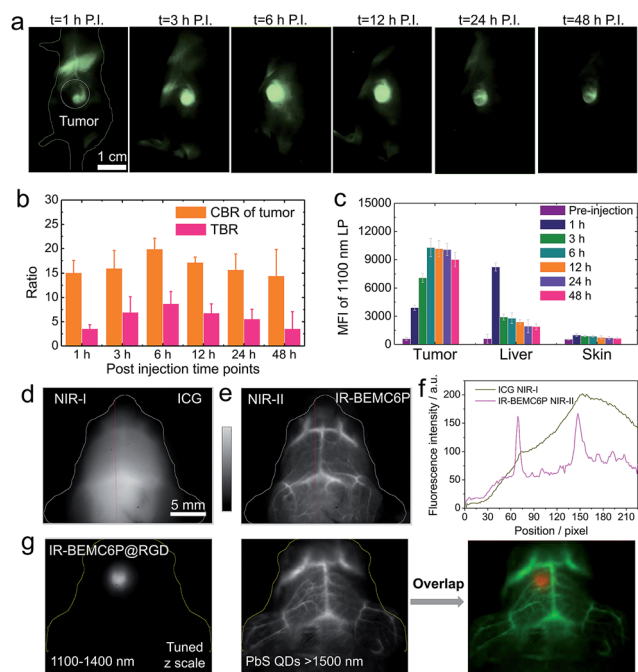 a
t=1 h P.I.
t=3 h P.I.
t=6 h P.I.
t=12 h P.I.
t=24 h P.I.
t=48 h P.I.
Tumor
1 cm
b
30
25
20
15
10
5
0
Ratio
CBR of tumor
TBR
1 h
3 h
6 h
12 h
24 h
48 h
Post injection time points
c
15000
12000
9000
6000
3000
0
MFI of 1100 nm LP
Pre-injection
1 h
3 h
6 h
12 h
24 h
48 h
Tumor
Liver
Skin
d
NIR-I
ICG
5 mm
e
NIR-II
IR-BEMC6P
f
200
150
100
50
0
Fluorescence intensity / a.u.
ICG NIR-I
IR-BEMC6P NIR-II
0
30
60
90
120
150
180
210
Position / pixel
g
IR-BEMC6P@RGD
1100-1400 nm
Tuned
z scale
PbS QDs >1500 nm
Overlap